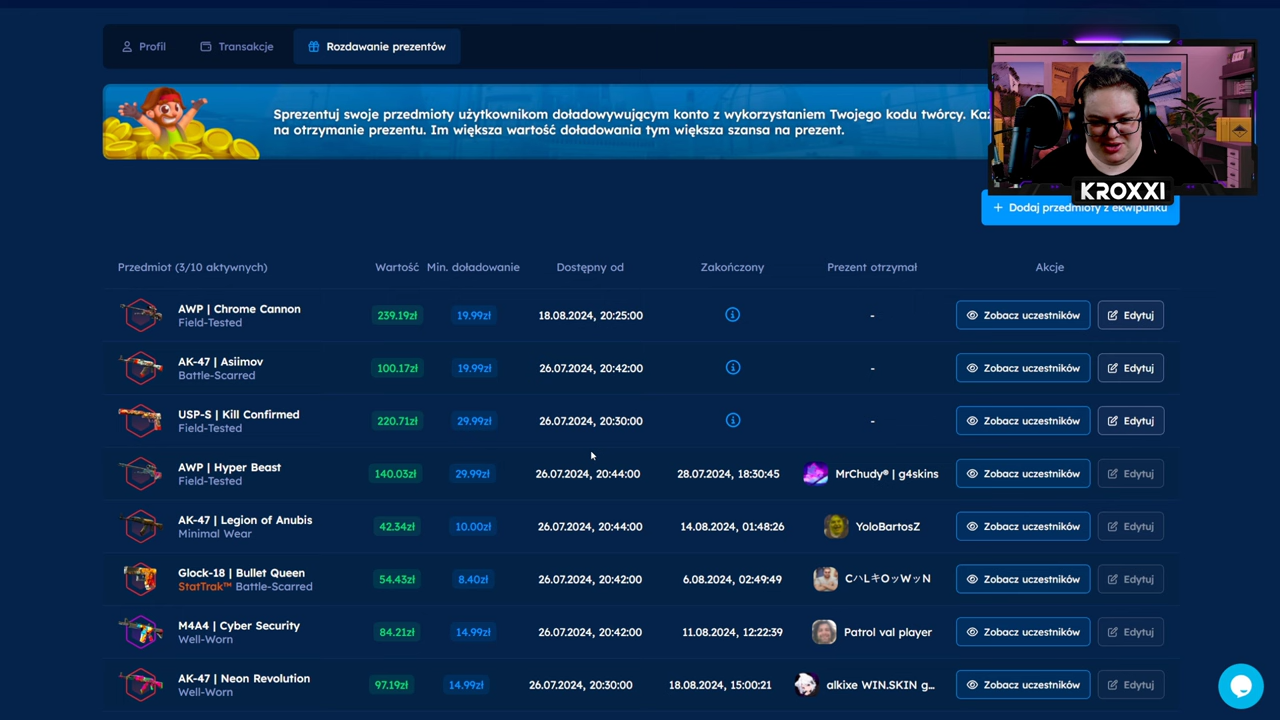 Profil
Transakcje
Rozdawanie prezentów
Sprezentuj swoje przedmioty użytkownikom doładowywującym konto z wykorzystaniem Twojego kodu twórcy.
na otrzymanie prezentu. Im większa wartość doładowania tym większa szansa na prezent.
KROXXI
+ Dodaj przedmioty z ekwipunku
Przedmiot (3/10 aktywnych) Wartość Min. doładowanie Dostępny od Zakończony Prezent otrzymał Akcje
AWP | Chrome Cannon
Field-Tested
239.19zł 19.99zł 18.08.2024, 20:25:00 - Zobacz uczestników Edytuj
AK-47 | Asiimov
Battle-Scarred
100.17zł 19.99zł 26.07.2024, 20:42:00 - Zobacz uczestników Edytuj
USP-S | Kill Confirmed
Field-Tested
220.71zł 29.99zł 26.07.2024, 20:30:00 - Zobacz uczestników Edytuj
AWP | Hyper Beast
Field-Tested
140.03zł 29.99zł 26.07.2024, 20:44:00 28.07.2024, 18:30:45 MrChudy® | g4skins Zobacz uczestników Edytuj
AK-47 | Legion of Anubis
Minimal Wear
42.34zł 10.00zł 26.07.2024, 20:44:00 14.08.2024, 01:48:26 YoloBartosZ Zobacz uczestników Edytuj
Glock-18 | Bullet Queen
StatTrak™ Battle-Scarred
54.43zł 8.40zł 26.07.2024, 20:42:00 6.08.2024, 02:49:49 CハLキOッWッN Zobacz uczestników Edytuj
M4A4 | Cyber Security
Well-Worn
84.21zł 14.99zł 26.07.2024, 20:42:00 11.08.2024, 12:22:39 Patrol val player Zobacz uczestników Edytuj
AK-47 | Neon Revolution
Well-Worn
97.19zł 14.99zł 26.07.2024, 20:30:00 18.08.2024, 15:00:21 alkixe WIN.SKIN g... Zobacz uczestników Edytuj